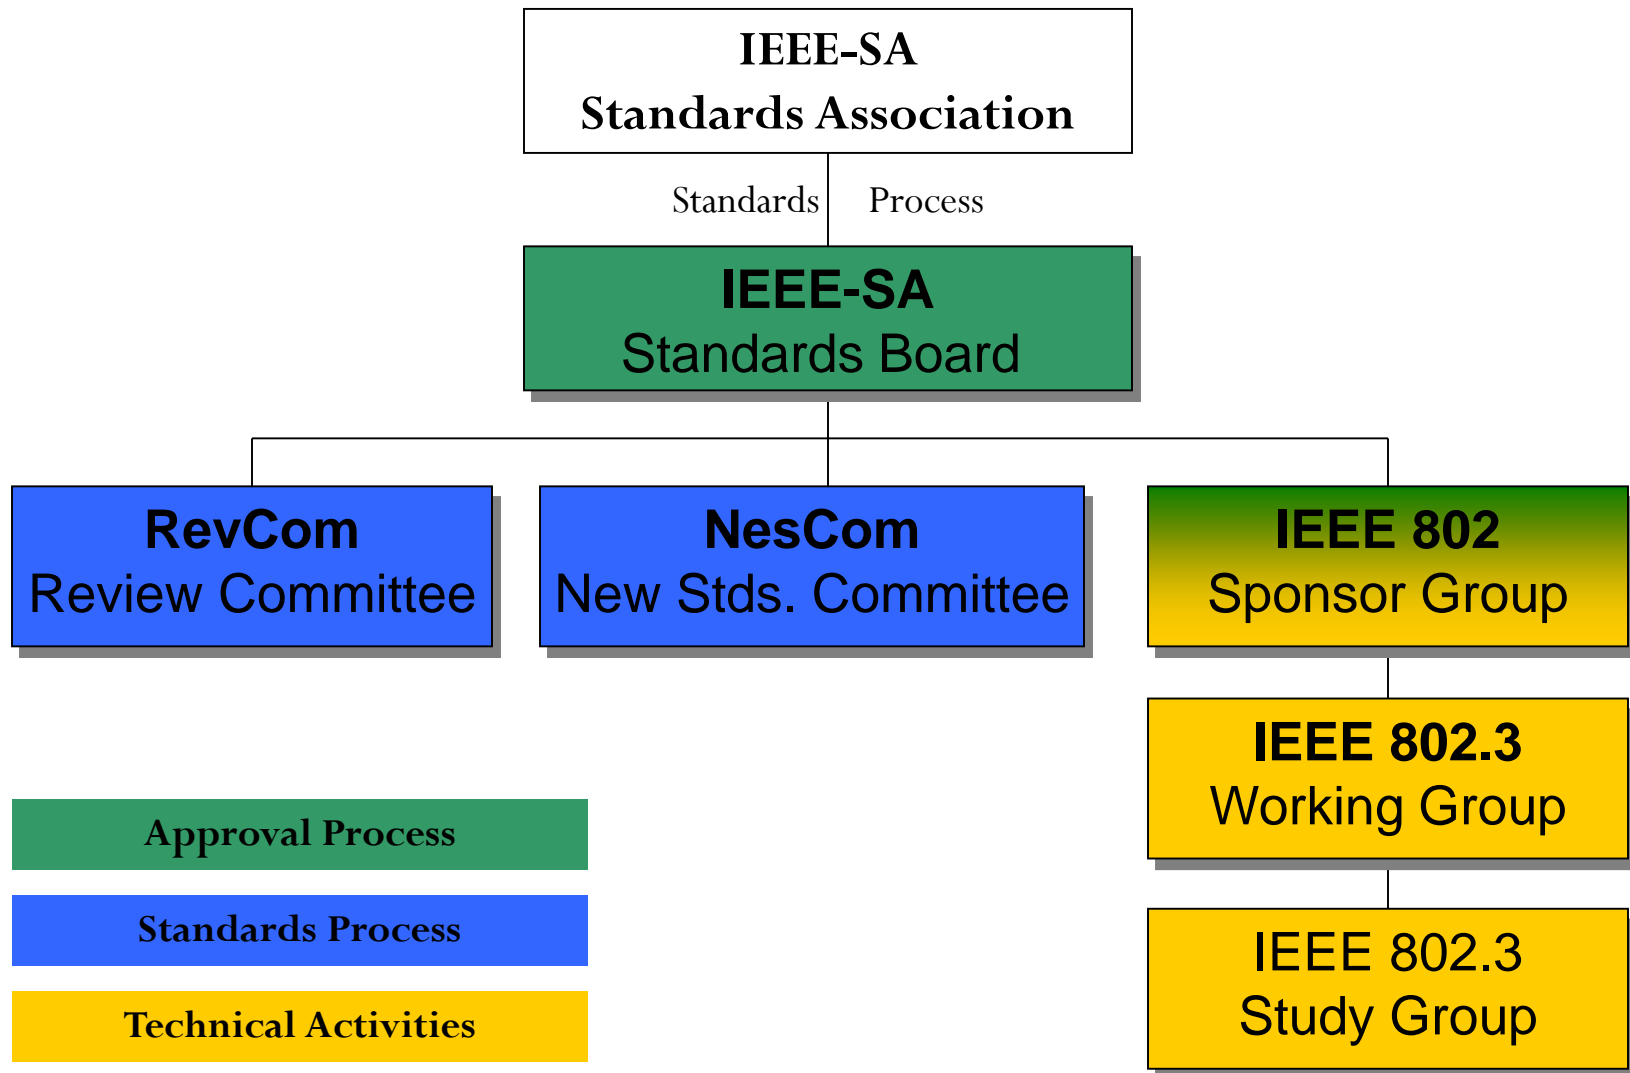 IEEE-SA
Standards Association
Standards Process
IEEE-SA
Standards Board
RevCom
Review Committee
NesCom
New Stds. Committee
IEEE 802
Sponsor Group
IEEE 802.3
Working Group
IEEE 802.3
Study Group
Approval Process
Standards Process
Technical Activities